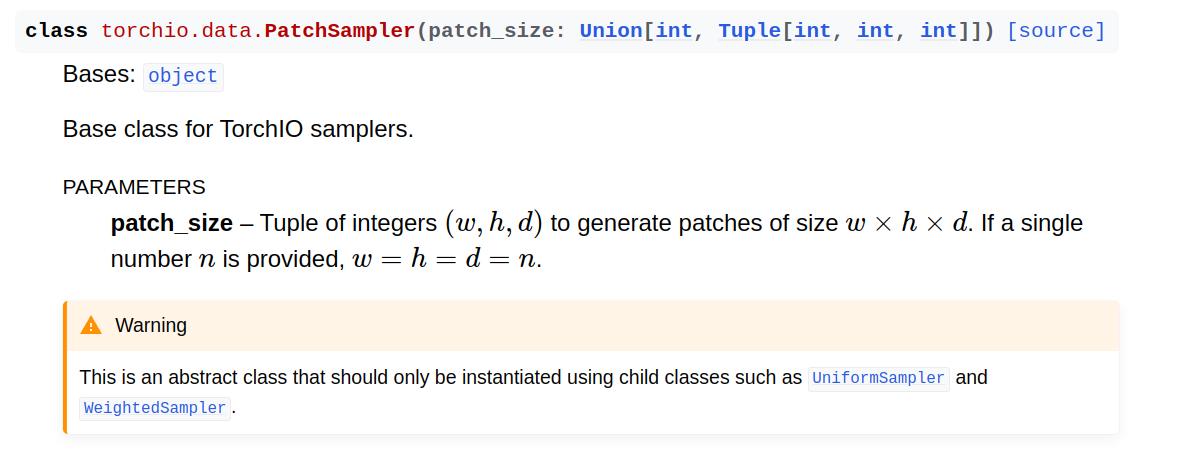 class torchio.data.PatchSampler(patch_size: Union[int, Tuple[int, int, int]]) [source]
Bases: object
Base class for TorchIO samplers.
PARAMETERS
patch_size – Tuple of integers (w, h, d) to generate patches of size w × h × d. If a single
number n is provided, w = h = d = n.
Warning
This is an abstract class that should only be instantiated using child classes such as UniformSampler and
WeightedSampler.